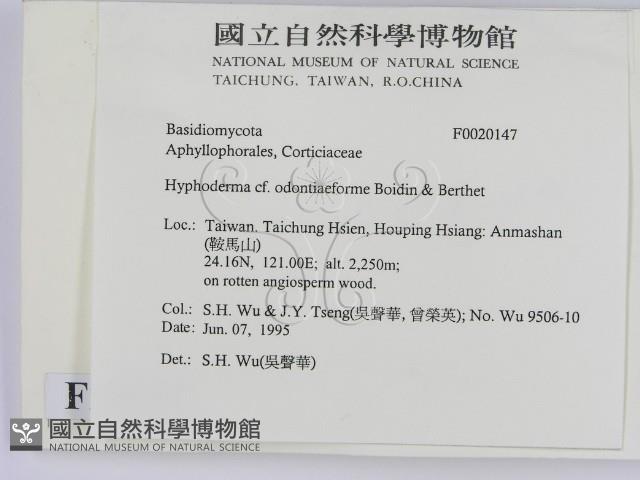 國立自然科學博物館
NATIONAL MUSEUM OF NATURAL SCIENCE
TAICHUNG, TAIWAN, R.O.CHINA
Basidiomycota F0020147
Aphyllophorales, Corticiaceae
Hyphoderma cf. odontiaeforme Boidin & Berthet
Loc.: Taiwan. Taichung Hsien, Houping Hsiang: Anmashan
(鞍馬山)
24.16N, 121.00E; alt. 2,250m;
on rotten angiosperm wood.
Col.: S.H. Wu & J.Y. Tseng(吳聲華, 曾榮英); No. Wu 9506-10
Date: Jun. 07, 1995
Det.: S.H. Wu(吳聲華)
F
國立自然科學博物館
NATIONAL MUSEUM OF NATURAL SCIENCE